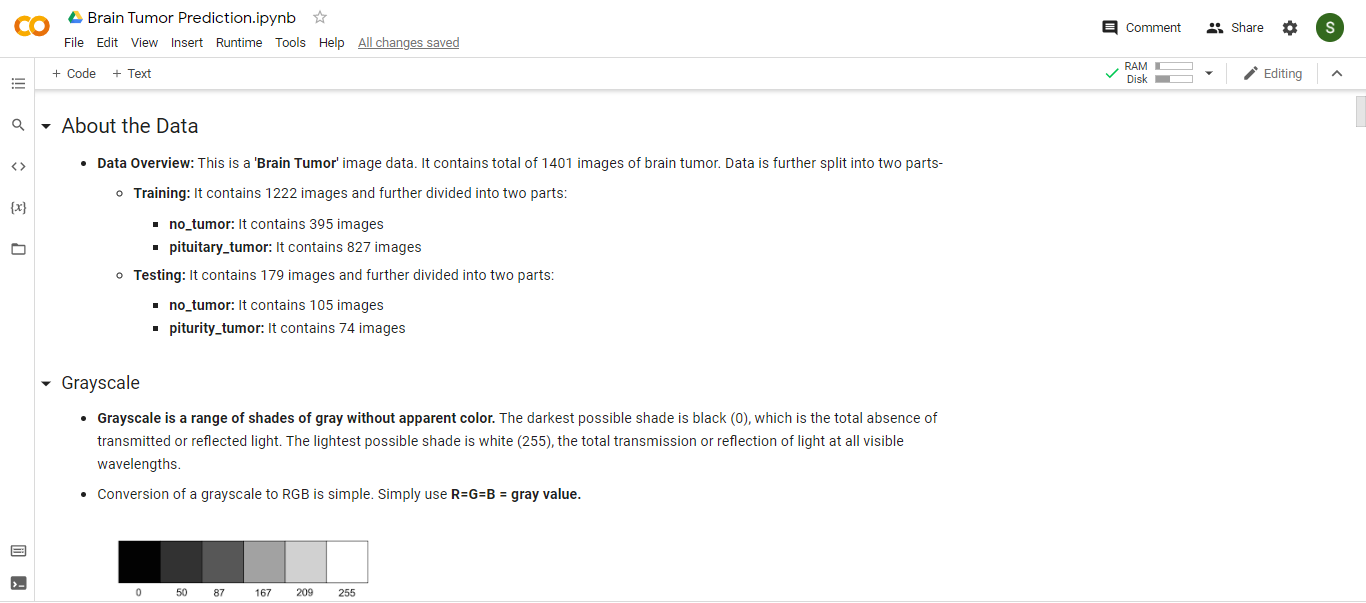 Brain Tumor Prediction.ipynb
File Edit View Insert Runtime Tools Help All changes saved
Comment Share S
+ Code + Text
RAM
Disk
Editing
{x}
About the Data
Data Overview: This is a 'Brain Tumor' image data. It contains total of 1401 images of brain tumor. Data is further split into two parts-
Training: It contains 1222 images and further divided into two parts:
no_tumor: It contains 395 images
pituitary_tumor: It contains 827 images
Testing: It contains 179 images and further divided into two parts:
no_tumor: It contains 105 images
piturity_tumor: It contains 74 images
Grayscale
Grayscale is a range of shades of gray without apparent color. The darkest possible shade is black (0), which is the total absence of
transmitted or reflected light. The lightest possible shade is white (255), the total transmission or reflection of light at all visible
wavelengths.
Conversion of a grayscale to RGB is simple. Simply use R=G=B = gray value.
0 50 87 167 209 255